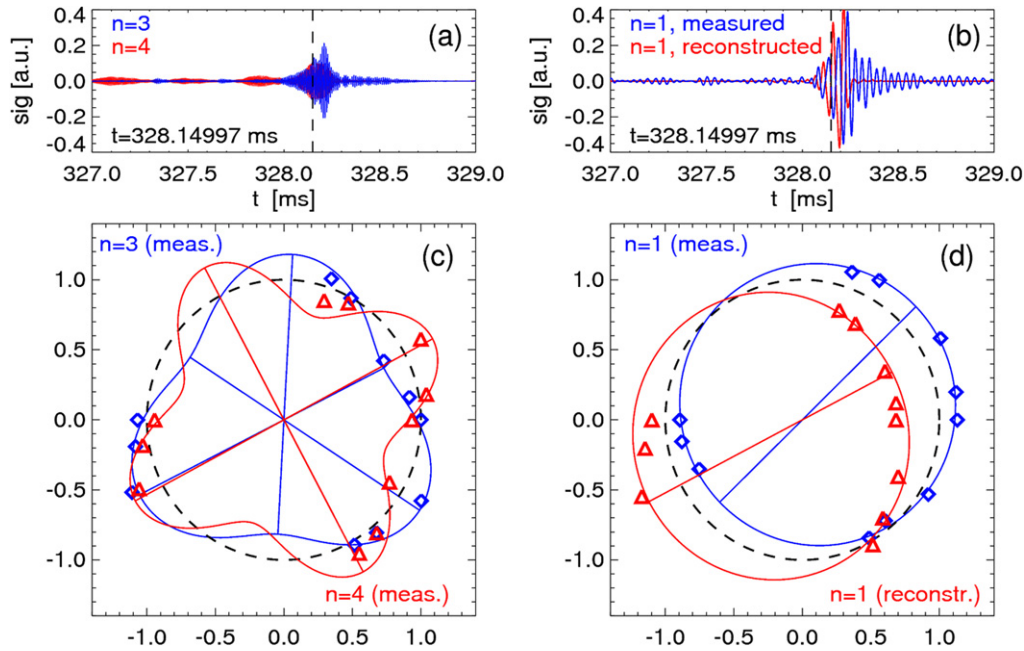 0.4
0.2
0.0
-0.2
-0.4
sig [a.u.]
n=3
n=4
(a)
t=328.14997 ms
327.0 327.5 328.0 328.5 329.0
t [ms]
0.4
0.2
0.0
-0.2
-0.4
sig [a.u.]
n=1, measured
n=1, reconstructed
(b)
t=328.14997 ms
327.0 327.5 328.0 328.5 329.0
t [ms]
n=3 (meas.)
(c)
1.0
0.5
0.0
-0.5
-1.0
n=4 (meas.)
-1.0 -0.5 0.0 0.5 1.0
n=1 (meas.)
(d)
1.0
0.5
0.0
-0.5
-1.0
n=1 (reconstr.)
-1.0 -0.5 0.0 0.5 1.0